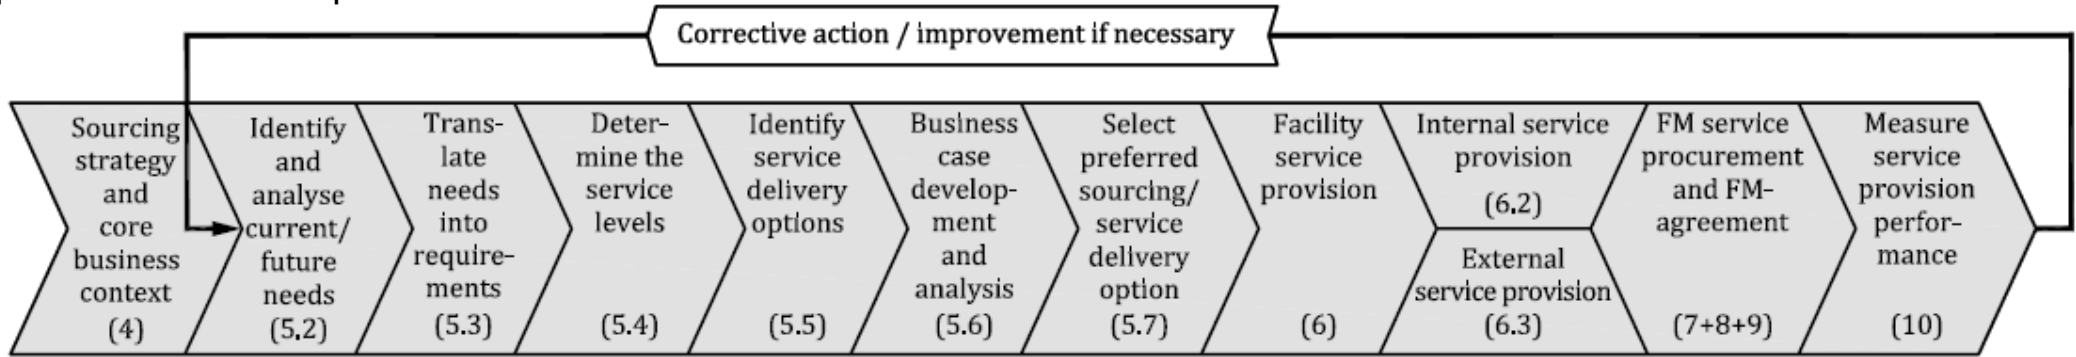 Corrective action / improvement if necessary
Sourcing
strategy
and
core
business
context
(4)
Identify
and
analyse
current/
future
needs
(5.2)
Trans-
late
needs
into
require-
ments
(5.3)
Deter-
mine the
service
levels
(5.4)
Identify
service
delivery
options
(5.5)
Business
case
develop-
ment
and
analysis
(5.6)
Select
preferred
sourcing/
service
delivery
option
(5.7)
Facility
service
provision
(6)
Internal service
provision
(6.2)
External
service provision
(6.3)
FM service
procurement
and FM-
agreement
(7+8+9)
Measure
service
provision
perfor-
mance
(10)